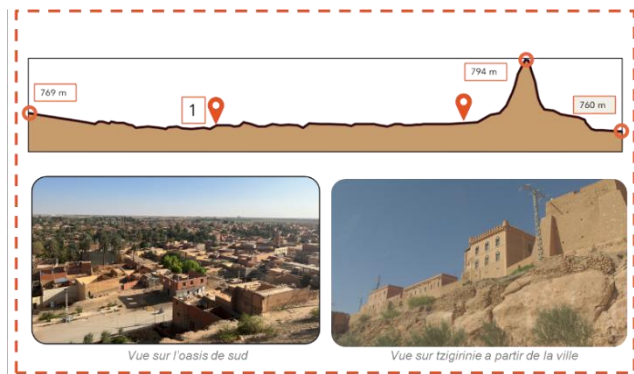 794 m
769 m
760 m
1
Vue sur l'oasis de sud
Vue sur tzigirinie a partir de la ville